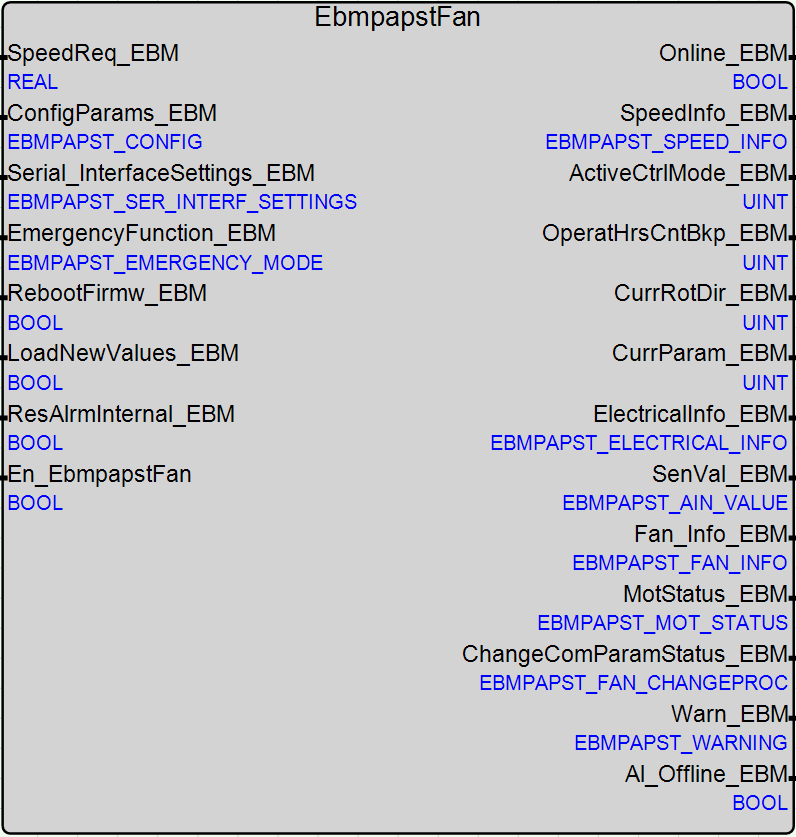 EbmpapstFan
SpeedReq_EBM
REAL
ConfigParams_EBM
EBMPAPST_CONFIG
Serial_InterfaceSettings_EBM
EBMPAPST_SER_INTERF_SETTINGS
EmergencyFunction_EBM
EBMPAPST_EMERGENCY_MODE
RebootFirmw_EBM
BOOL
LoadNewValues_EBM
BOOL
ResAlrmInternal_EBM
BOOL
En_EbmpapstFan
BOOL
Online_EBM
BOOL
SpeedInfo_EBM
EBMPAPST_SPEED_INFO
ActiveCtrlMode_EBM
UINT
OperatHrsCntBkp_EBM
UINT
CurrRotDir_EBM
UINT
CurrParam_EBM
UINT
ElectricalInfo_EBM
EBMPAPST_ELECTRICAL_INFO
SenVal_EBM
EBMPAPST_AIN_VALUE
Fan_Info_EBM
EBMPAPST_FAN_INFO
MotStatus_EBM
EBMPAPST_MOT_STATUS
ChangeComParamStatus_EBM
EBMPAPST_FAN_CHANGEPROC
Warn_EBM
EBMPAPST_WARNING
Al_Offline_EBM
BOOL